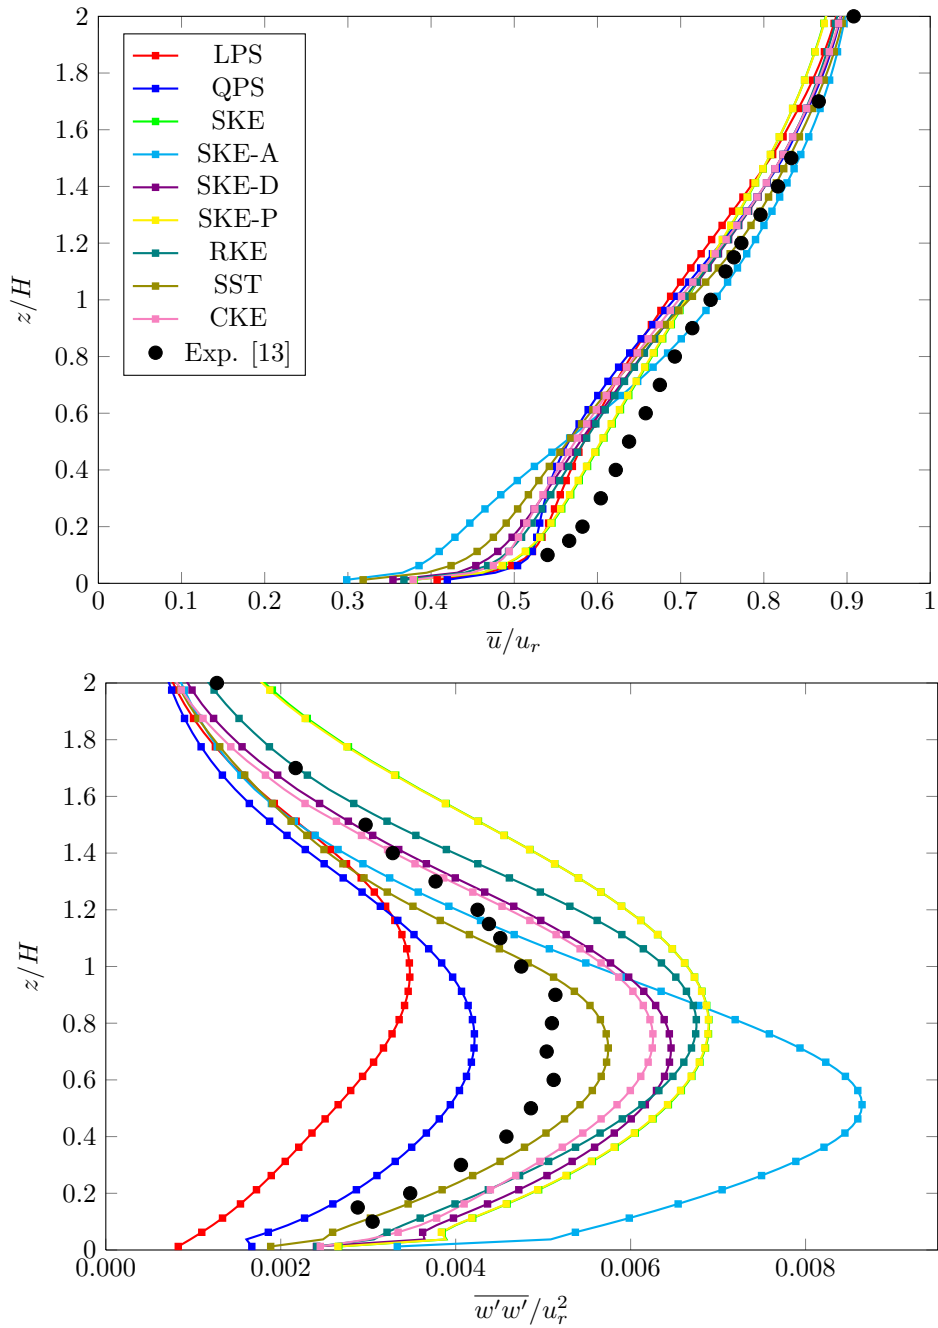 2
1.8
1.6
1.4
1.2
1
0.8
0.6
0.4
0.2
0
z/H
LPS
QPS
SKE
SKE-A
SKE-D
SKE-P
RKE
SST
CKE
Exp. [13]
0 0.1 0.2 0.3 0.4 0.5 0.6 0.7 0.8 0.9 1
u̅/u_r
2
1.8
1.6
1.4
1.2
1
0.8
0.6
0.4
0.2
0
z/H
0.000 0.002 0.004 0.006 0.008
w̅'̅w̅'̅/u_r^2